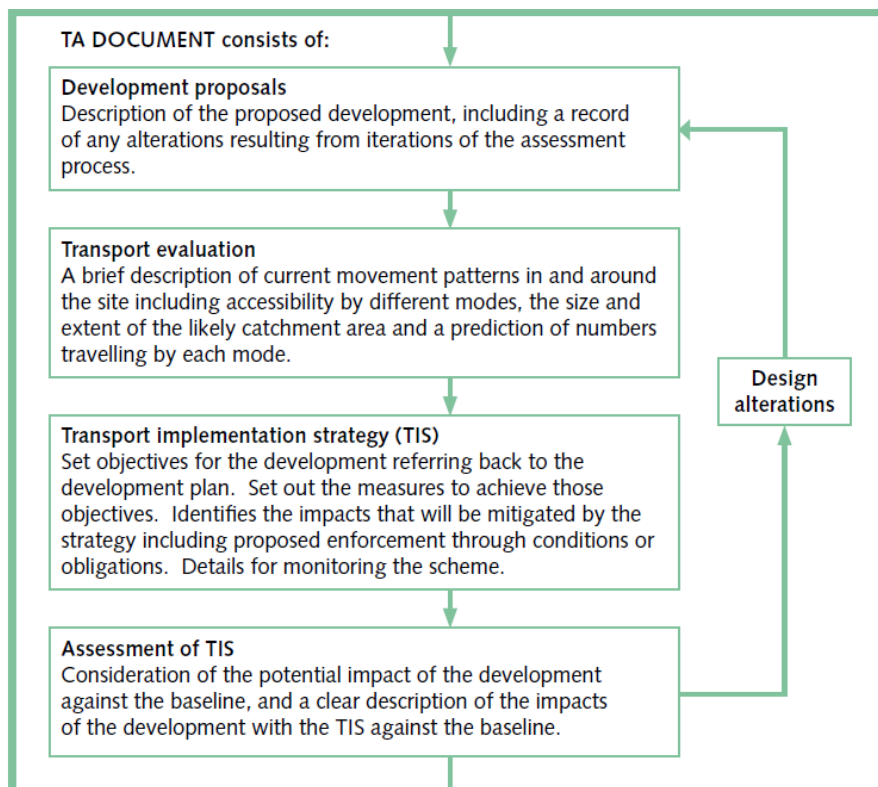 TA DOCUMENT consists of:
Development proposals
Description of the proposed development, including a record
of any alterations resulting from iterations of the assessment
process.
Transport evaluation
A brief description of current movement patterns in and around
the site including accessibility by different modes, the size and
extent of the likely catchment area and a prediction of numbers
travelling by each mode.
Design
alterations
Transport implementation strategy (TIS)
Set objectives for the development referring back to the
development plan. Set out the measures to achieve those
objectives. Identifies the impacts that will be mitigated by the
strategy including proposed enforcement through conditions or
obligations. Details for monitoring the scheme.
Assessment of TIS
Consideration of the potential impact of the development
against the baseline, and a clear description of the impacts
of the development with the TIS against the baseline.